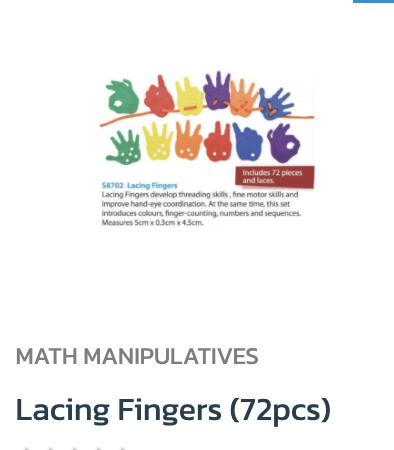 Includes 72 pieces
and laces.
58702 Lacing Fingers
Lacing Fingers develop threading skills , fine motor skills and
improve hand-eye coordination. At the same time, this set
introduces colours, finger-counting, numbers and sequences.
Measures 5cm x 0.3cm x 4.5cm.
MATH MANIPULATIVES
Lacing Fingers (72pcs)